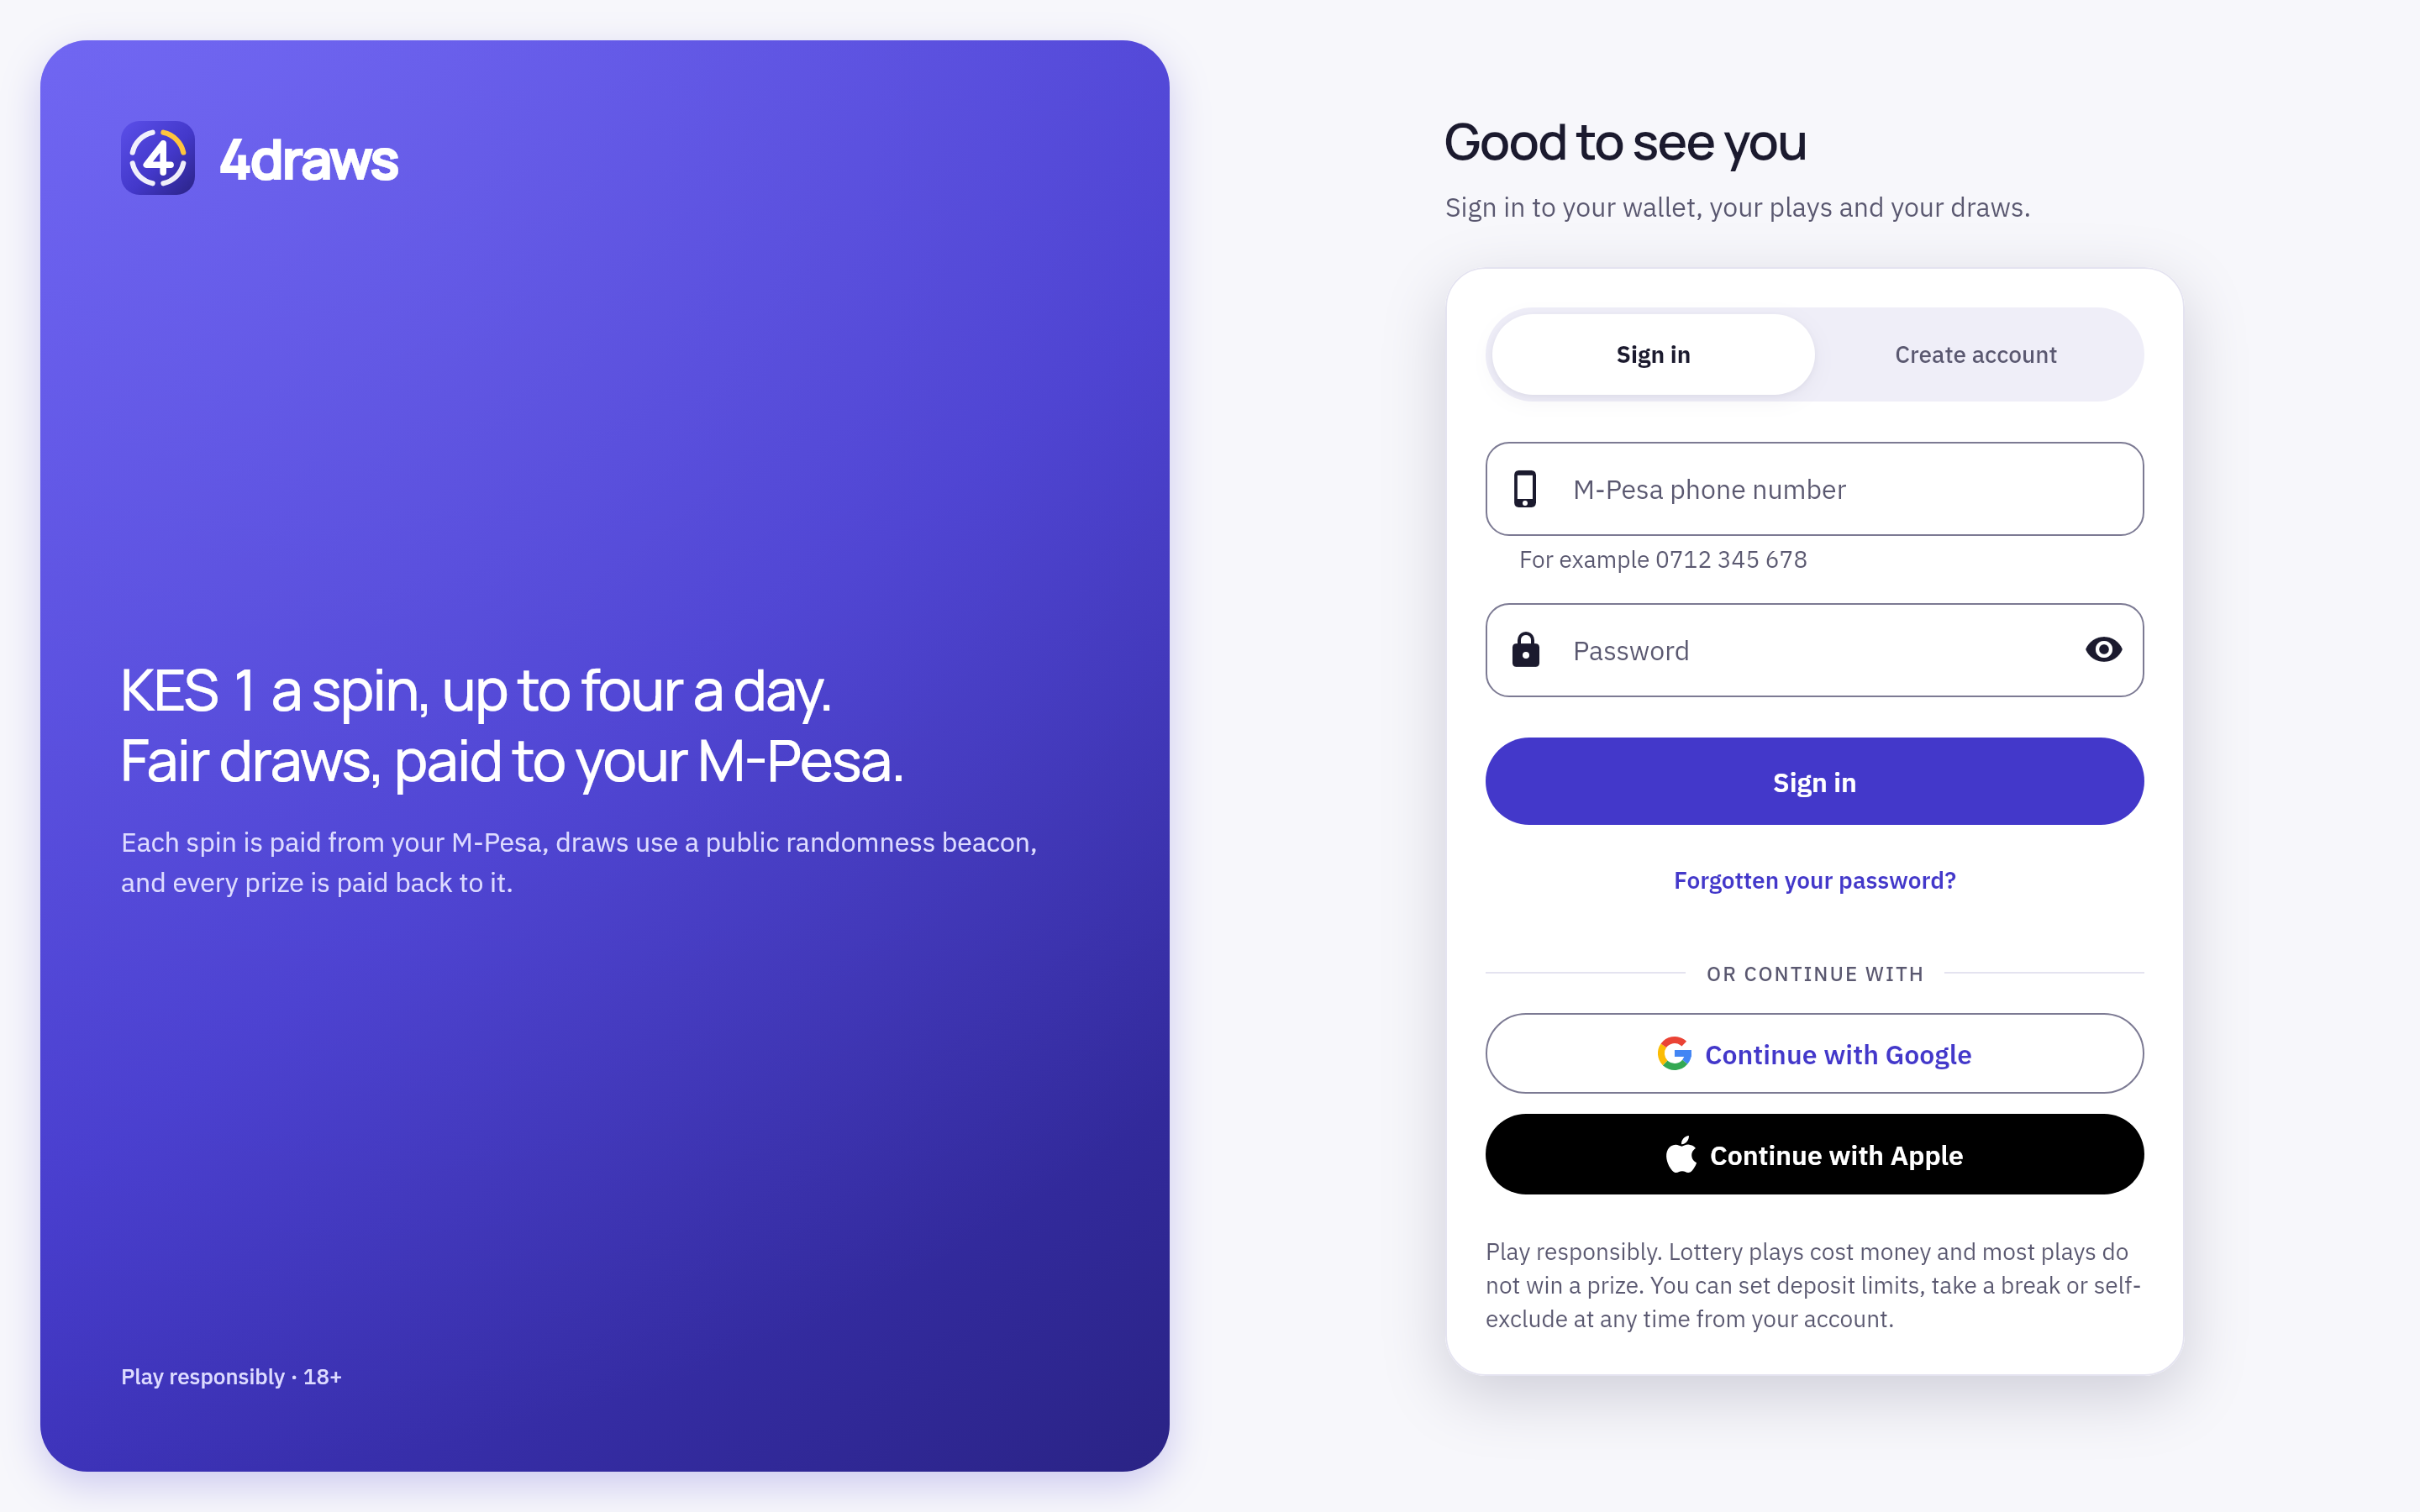 4draws
KES 1 a spin, up to four a day.
Fair draws, paid to your M-Pesa.
Each spin is paid from your M-Pesa, draws use a public randomness beacon,
and every prize is paid back to it.
Play responsibly · 18+
Good to see you
Sign in to your wallet, your plays and your draws.
Sign in
Create account
M-Pesa phone number
For example 0712 345 678
Password
Sign in
Forgotten your password?
OR CONTINUE WITH
Continue with Google
Continue with Apple
Play responsibly. Lottery plays cost money and most plays do
not win a prize. You can set deposit limits, take a break or self-
exclude at any time from your account.